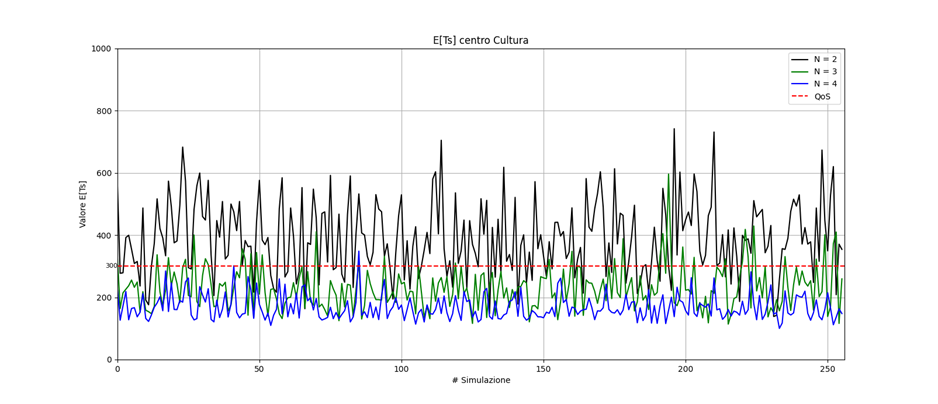 E[Ts] centro Cultura
1000
800
600
400
300
200
0
Valore E[Ts]
0 50 100 150 200 250
# Simulazione
N = 2
N = 3
N = 4
QoS